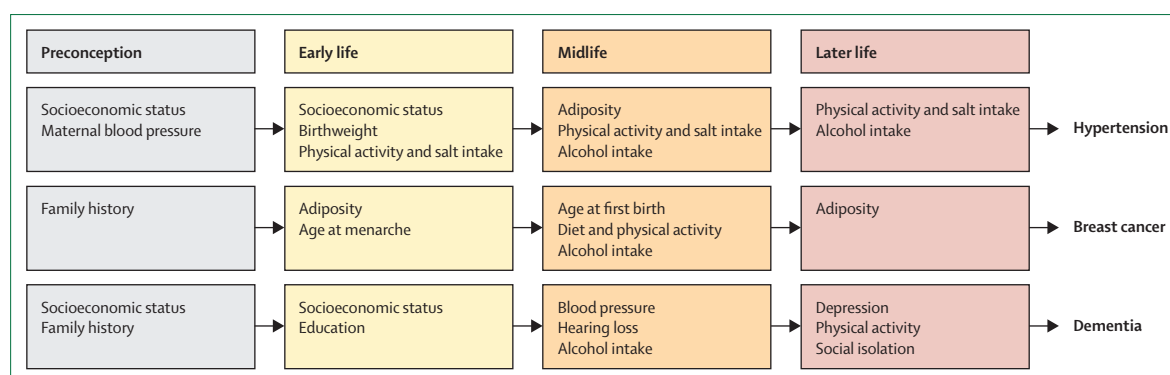 Preconception
Early life
Midlife
Later life
Socioeconomic status
Maternal blood pressure
Socioeconomic status
Birthweight
Physical activity and salt intake
Adiposity
Physical activity and salt intake
Alcohol intake
Physical activity and salt intake
Alcohol intake
Hypertension
Family history
Adiposity
Age at menarche
Age at first birth
Diet and physical activity
Alcohol intake
Adiposity
Breast cancer
Socioeconomic status
Family history
Socioeconomic status
Education
Blood pressure
Hearing loss
Alcohol intake
Depression
Physical activity
Social isolation
Dementia